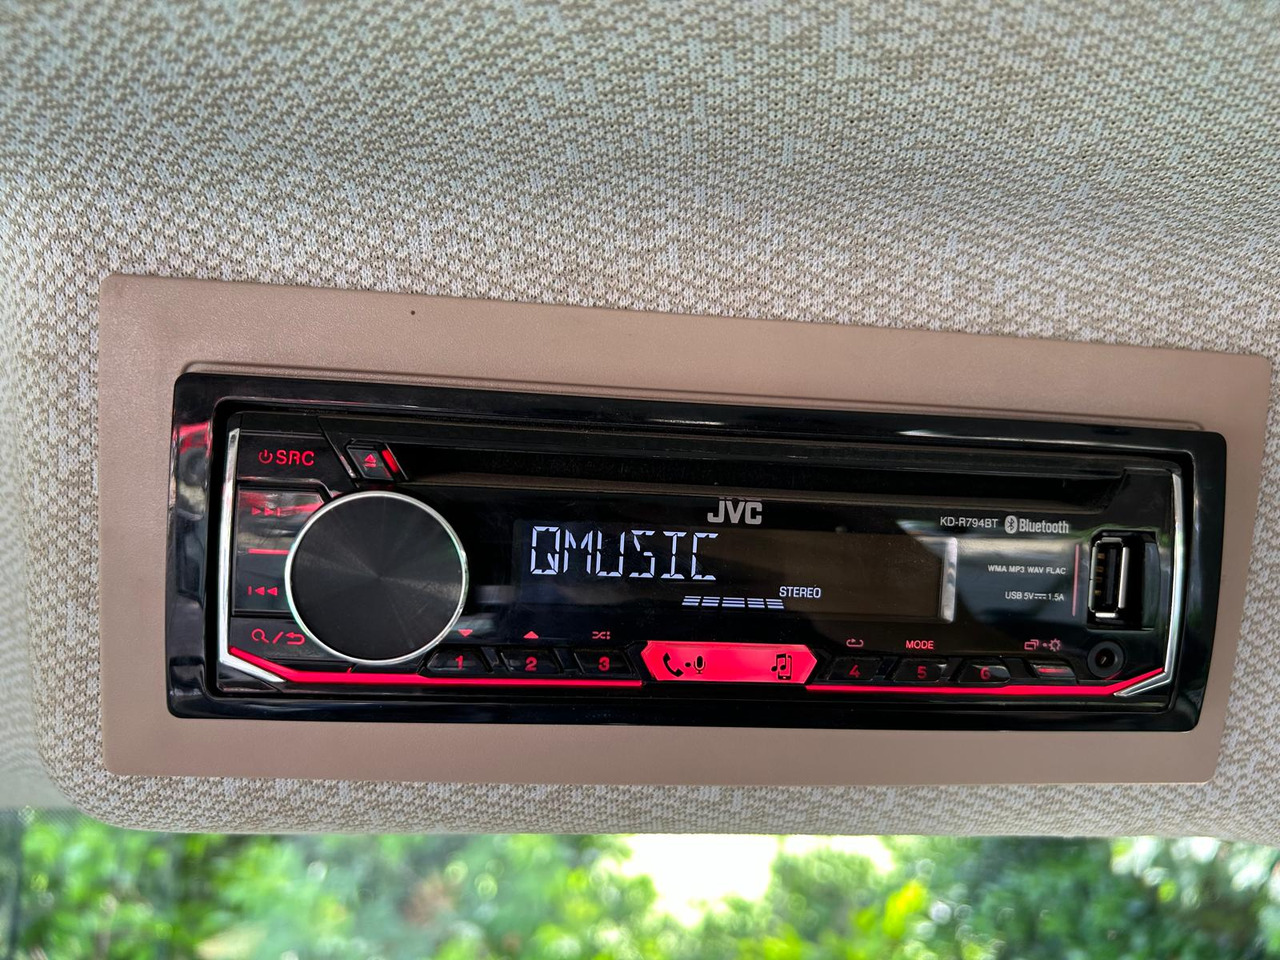 SRC
JVC
KD-R794BT Bluetooth
QMUSIC
WMA MP3 WAV FLAC
STEREO
USB 5V⎓1.5A
MODE
1 2 3 4 5 6